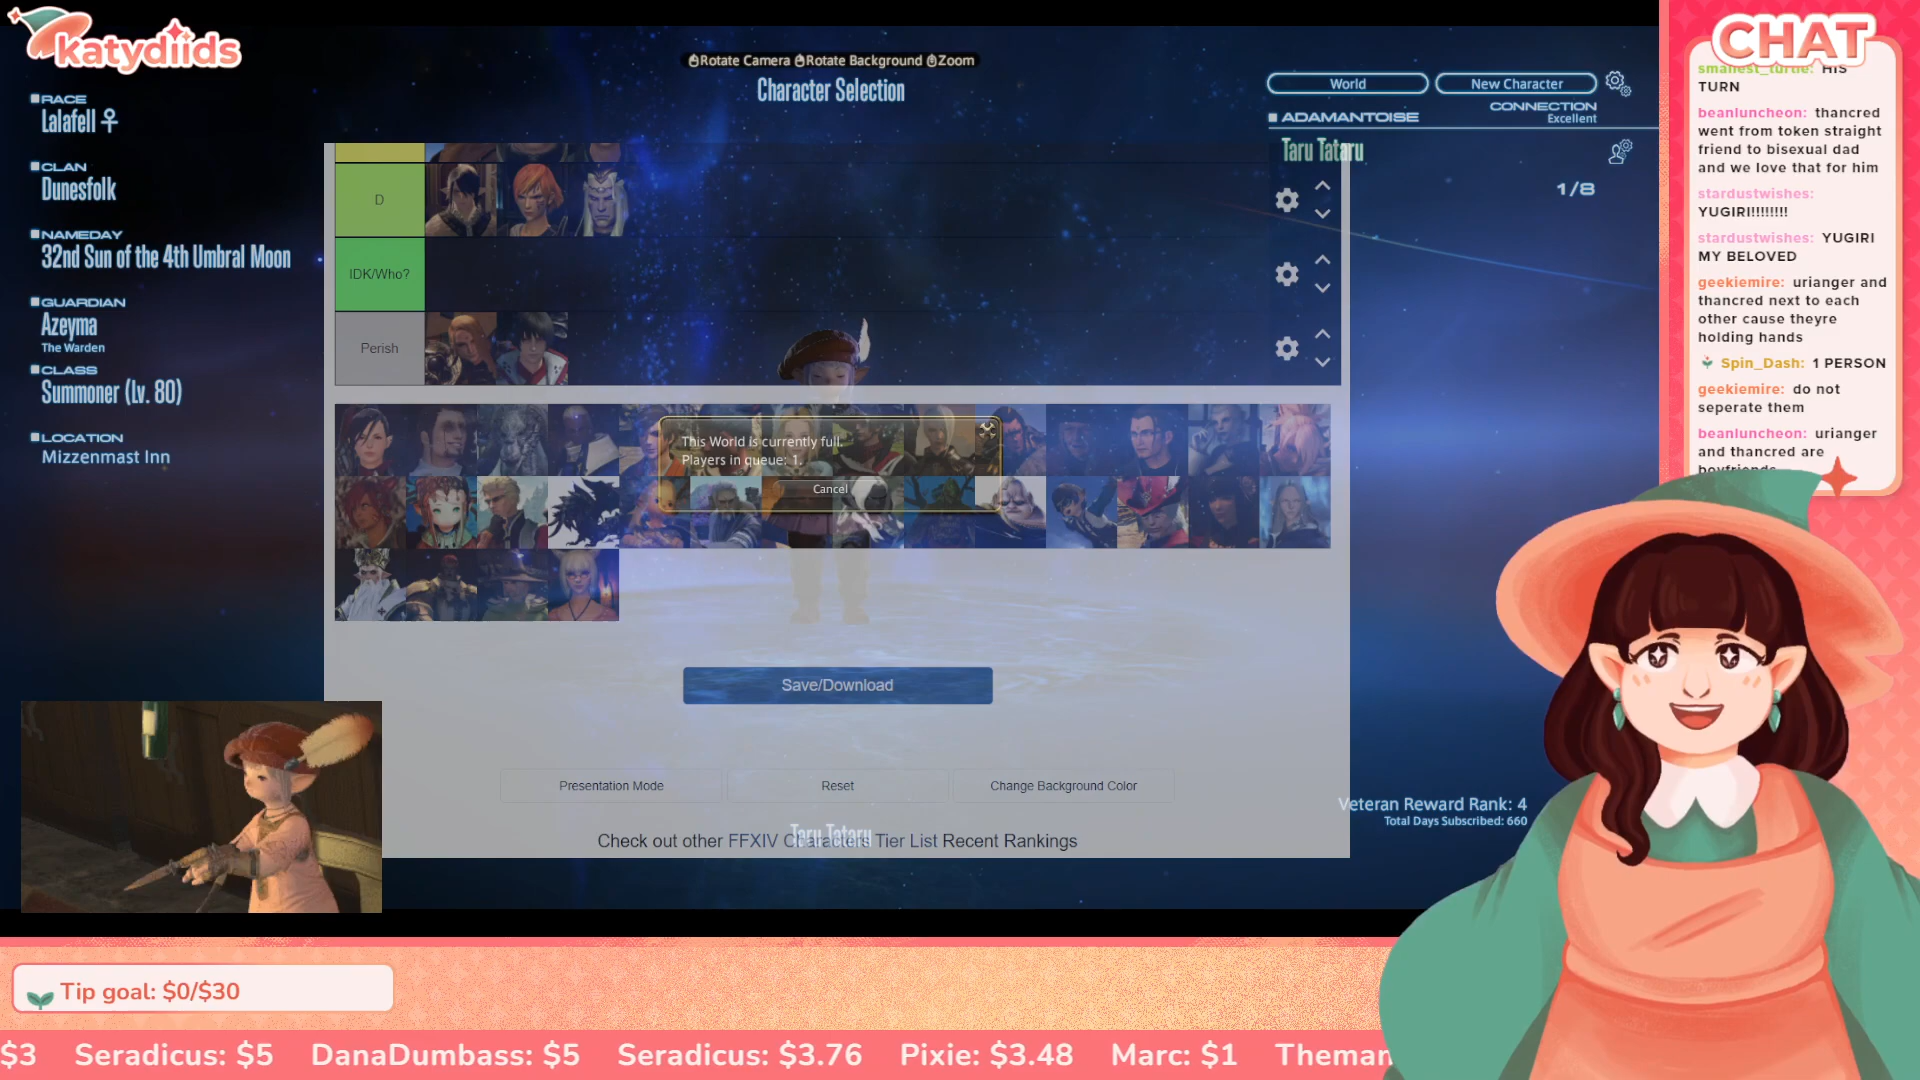 katydiids
Rotate Camera Rotate Background Zoom
Character Selection
World
New Character
CONNECTION
Excellent
ADAMANTOISE
Taru Tataru
1/8
RACE
Lalafell ♀
CLAN
Dunesfolk
NAMEDAY
32nd Sun of the 4th Umbral Moon
GUARDIAN
Azeyma
The Warden
CLASS
Summoner (Lv. 80)
LOCATION
Mizzenmast Inn
D
IDK/Who?
Perish
This World is currently full.
Players in queue: 1.
Cancel
Save/Download
Presentation Mode
Reset
Change Background Color
Taru Tataru
Check out other FFXIV Characters Tier List Recent Rankings
Veteran Reward Rank: 4
Total Days Subscribed: 660
CHAT
smallest_turtle: HIS
TURN
beanluncheon: thancred
went from token straight
friend to bisexual dad
and we love that for him
stardustwishes:
YUGIRI!!!!!!!!
stardustwishes: YUGIRI
MY BELOVED
geekiemire: urianger and
thancred next to each
other cause theyre
holding hands
Spin_Dash: 1 PERSON
geekiemire: do not
seperate them
beanluncheon: urianger
and thancred are
boyfriends
Tip goal: $0/$30
$3 Seradicus: $5 DanaDumbass: $5 Seradicus: $3.76 Pixie: $3.48 Marc: $1 Theman